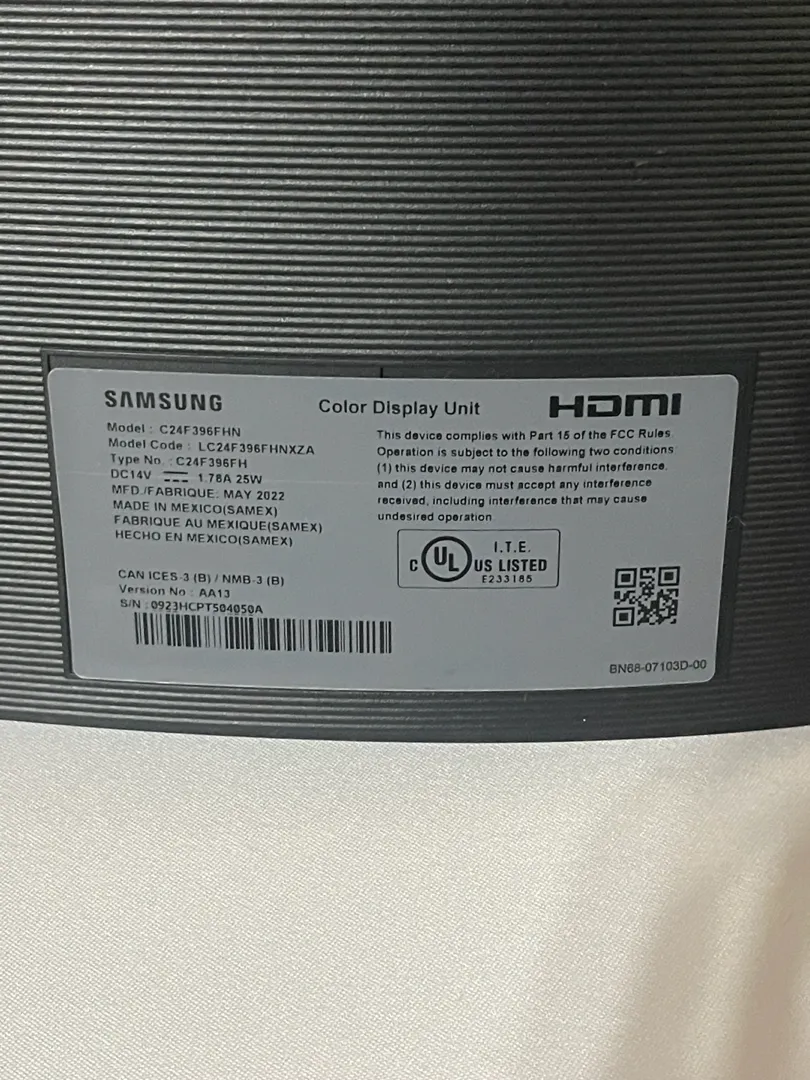 SAMSUNG
Color Display Unit
HDMI
Model : C24F396FHN
Model Code : LC24F396FHNXZA
Type No. : C24F396FH
DC14V 1.78A 25W
MFD./FABRIQUE: MAY 2022
MADE IN MEXICO(SAMEX)
FABRIQUE AU MEXIQUE(SAMEX)
HECHO EN MEXICO(SAMEX)
CAN ICES-3 (B) / NMB-3 (B)
Version No : AA13
S/N : 0923HCPT504050A
This device complies with Part 15 of the FCC Rules.
Operation is subject to the following two conditions
(1) this device may not cause harmful interference,
and (2) this device must accept any interference
received, including interference that may cause
undesired operation
I.T.E.
C UL US LISTED
E233185
BN68-07103D-00